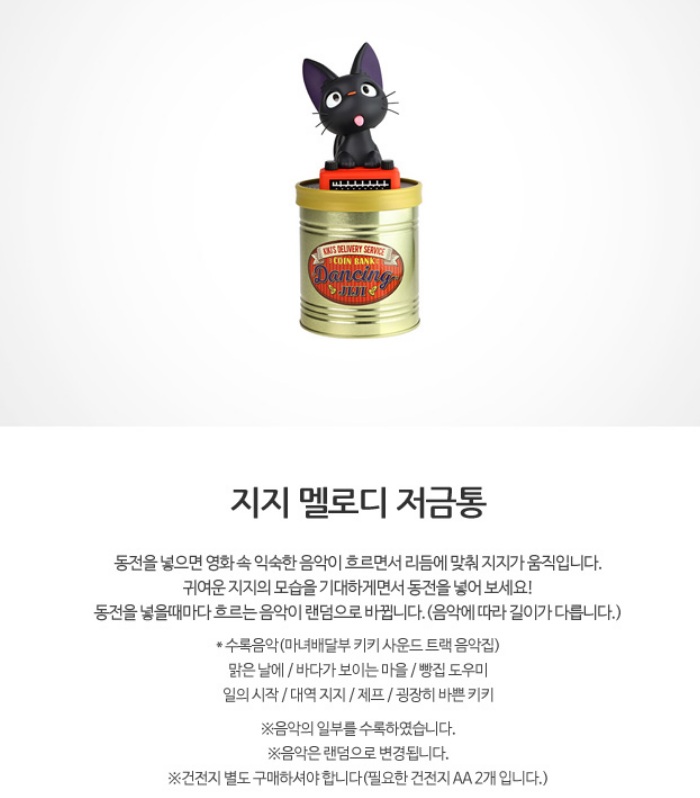 KIKI'S DELIVERY SERVICE
COIN BANK
Dancing
JIJI
지지 멜로디 저금통
동전을 넣으면 영화 속 익숙한 음악이 흐르면서 리듬에 맞춰 지지가 움직입니다.
귀여운 지지의 모습을 기대하게면서 동전을 넣어 보세요!
동전을 넣을때마다 흐르는 음악이 랜덤으로 바뀝니다. (음악에 따라 길이가 다릅니다.)
* 수록음악 (마녀배달부 키키 사운드 트랙 음악집)
맑은 날에 / 바다가 보이는 마을 / 빵집 도우미
일의 시작 / 대역 지지 / 제프 / 굉장히 바쁜 키키
※음악의 일부를 수록하였습니다.
※음악은 랜덤으로 변경됩니다.
※건전지 별도 구매하셔야 합니다 (필요한 건전지 AA 2개 입니다.)